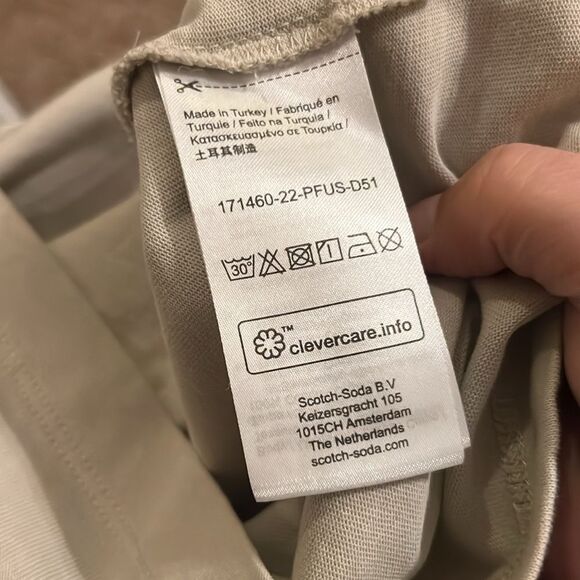 Made in Turkey / Fabriqué en
Turquie / Feito na Turquia /
Κατασκευασμένο σε Τουρκία /
土耳其制造
171460-22-PFUS-D51
30°
™
clevercare.info
Scotch-Soda B.V
Keizersgracht 105
1015CH Amsterdam
The Netherlands
scotch-soda.com